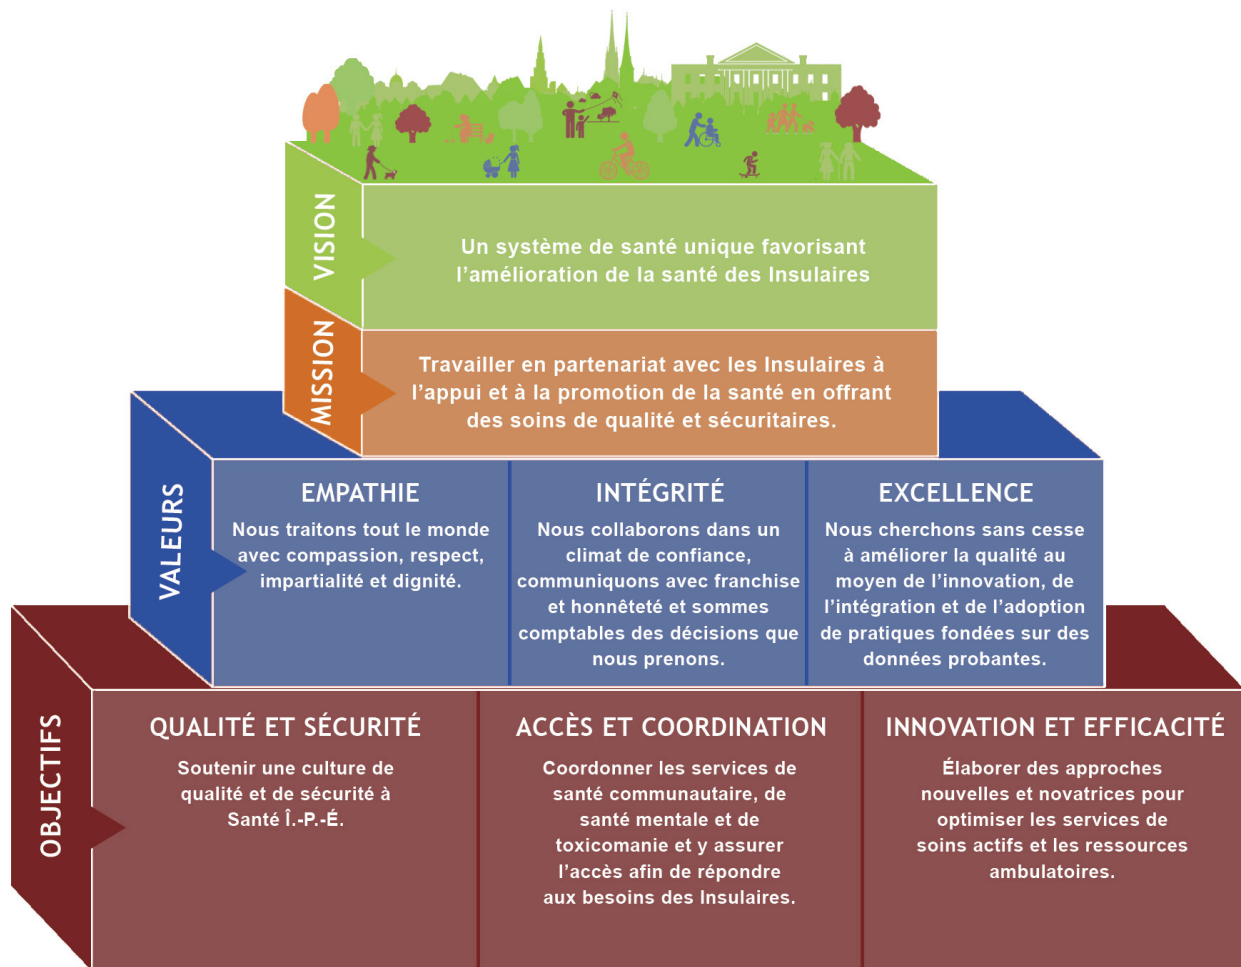 VISION
Un système de santé unique favorisant
l’amélioration de la santé des Insulaires
MISSION
Travailler en partenariat avec les Insulaires à
l’appui et à la promotion de la santé en offrant
des soins de qualité et sécuritaires.
VALEURS
EMPATHIE
Nous traitons tout le monde
avec compassion, respect,
impartialité et dignité.
INTÉGRITÉ
Nous collaborons dans un
climat de confiance,
communiquons avec franchise
et honnêteté et sommes
comptables des décisions que
nous prenons.
EXCELLENCE
Nous cherchons sans cesse
à améliorer la qualité au
moyen de l’innovation, de
l’intégration et de l’adoption
de pratiques fondées sur des
données probantes.
OBJECTIFS
QUALITÉ ET SÉCURITÉ
Soutenir une culture de
qualité et de sécurité à
Santé Î.-P.-É.
ACCÈS ET COORDINATION
Coordonner les services de
santé communautaire, de
santé mentale et de
toxicomanie et y assurer
l’accès afin de répondre
aux besoins des Insulaires.
INNOVATION ET EFFICACITÉ
Élaborer des approches
nouvelles et novatrices pour
optimiser les services de
soins actifs et les ressources
ambulatoires.